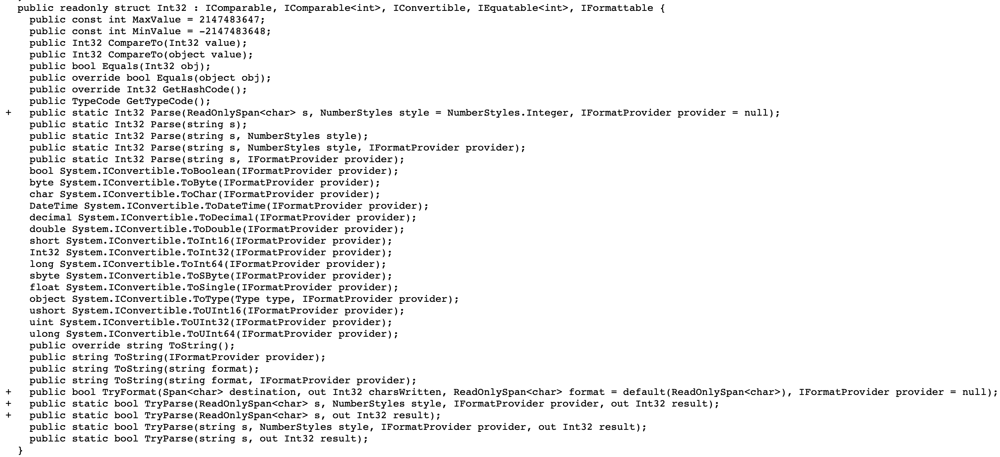 public readonly struct Int32 : IComparable, IComparable<int>, IConvertible, IEquatable<int>, IFormattable {
public const int MaxValue = 2147483647;
public const int MinValue = -2147483648;
public Int32 CompareTo(Int32 value);
public Int32 CompareTo(object value);
public bool Equals(Int32 obj);
public override bool Equals(object obj);
public override Int32 GetHashCode();
public TypeCode GetTypeCode();
+ public static Int32 Parse(ReadOnlySpan<char> s, NumberStyles style = NumberStyles.Integer, IFormatProvider provider = null);
public static Int32 Parse(string s);
public static Int32 Parse(string s, NumberStyles style);
public static Int32 Parse(string s, NumberStyles style, IFormatProvider provider);
public static Int32 Parse(string s, IFormatProvider provider);
bool System.IConvertible.ToBoolean(IFormatProvider provider);
byte System.IConvertible.ToByte(IFormatProvider provider);
char System.IConvertible.ToChar(IFormatProvider provider);
DateTime System.IConvertible.ToDateTime(IFormatProvider provider);
decimal System.IConvertible.ToDecimal(IFormatProvider provider);
double System.IConvertible.ToDouble(IFormatProvider provider);
short System.IConvertible.ToInt16(IFormatProvider provider);
Int32 System.IConvertible.ToInt32(IFormatProvider provider);
long System.IConvertible.ToInt64(IFormatProvider provider);
sbyte System.IConvertible.ToSByte(IFormatProvider provider);
float System.IConvertible.ToSingle(IFormatProvider provider);
object System.IConvertible.ToType(Type type, IFormatProvider provider);
ushort System.IConvertible.ToUInt16(IFormatProvider provider);
uint System.IConvertible.ToUInt32(IFormatProvider provider);
ulong System.IConvertible.ToUInt64(IFormatProvider provider);
public override string ToString();
public string ToString(IFormatProvider provider);
public string ToString(string format);
public string ToString(string format, IFormatProvider provider);
+ public bool TryFormat(Span<char> destination, out Int32 charsWritten, ReadOnlySpan<char> format = default(ReadOnlySpan<char>), IFormatProvider provider = null);
+ public static bool TryParse(ReadOnlySpan<char> s, NumberStyles style, IFormatProvider provider, out Int32 result);
+ public static bool TryParse(ReadOnlySpan<char> s, out Int32 result);
public static bool TryParse(string s, NumberStyles style, IFormatProvider provider, out Int32 result);
public static bool TryParse(string s, out Int32 result);
}